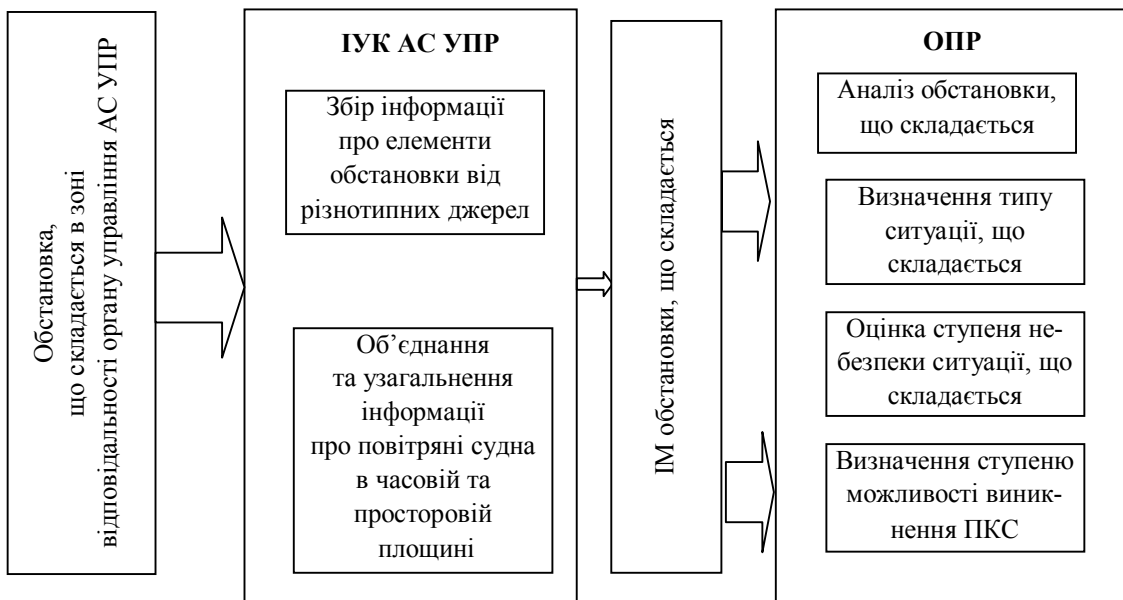 Обстановка,
що складається в зоні
відповідальності органу управління АС УПР
ІУК АС УПР
Збір інформації
про елементи
обстановки від
різнотипних джерел
Об’єднання
та узагальнення
інформації
про повітряні судна
в часовій та
просторовій
площині
ІМ обстановки, що складається
ОПР
Аналіз обстановки,
що складається
Визначення типу
ситуації, що
складається
Оцінка ступеня не-
безпеки ситуації, що
складається
Визначення ступеню
можливості виник-
нення ПКС